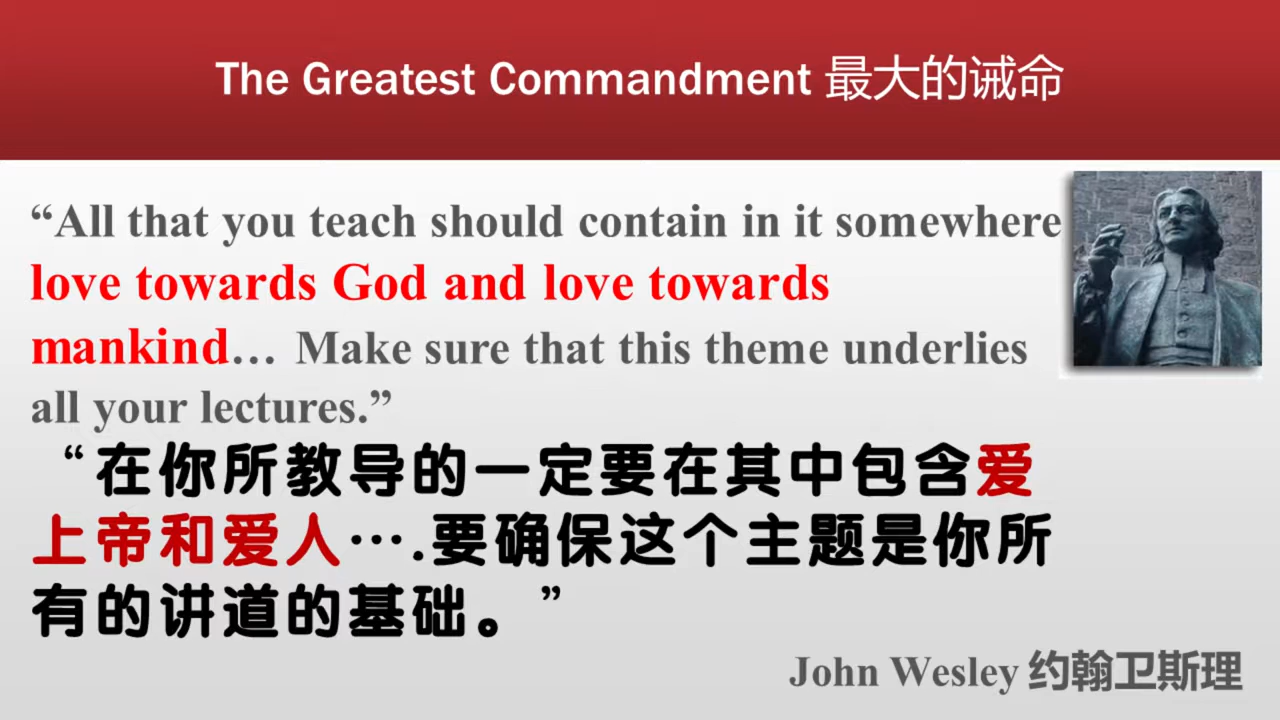 The Greatest Commandment 最大的诫命
“All that you teach should contain in it somewhere
love towards God and love towards
mankind… Make sure that this theme underlies
all your lectures.”
“在你所教导的一定要在其中包含爱
上帝和爱人….要确保这个主题是你所
有的讲道的基础。”
John Wesley 约翰卫斯理